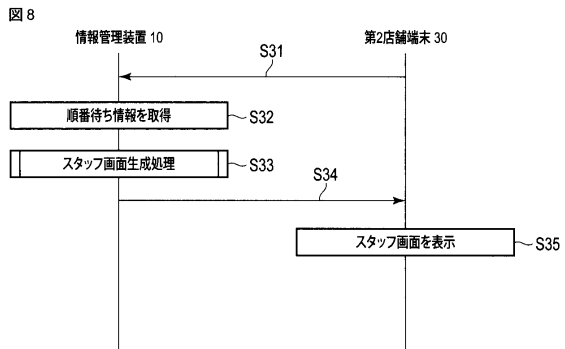 図8
情報管理装置 10
第2店舗端末 30
S31
順番待ち情報を取得
S32
スタッフ画面生成処理
S33
S34
スタッフ画面を表示
S35